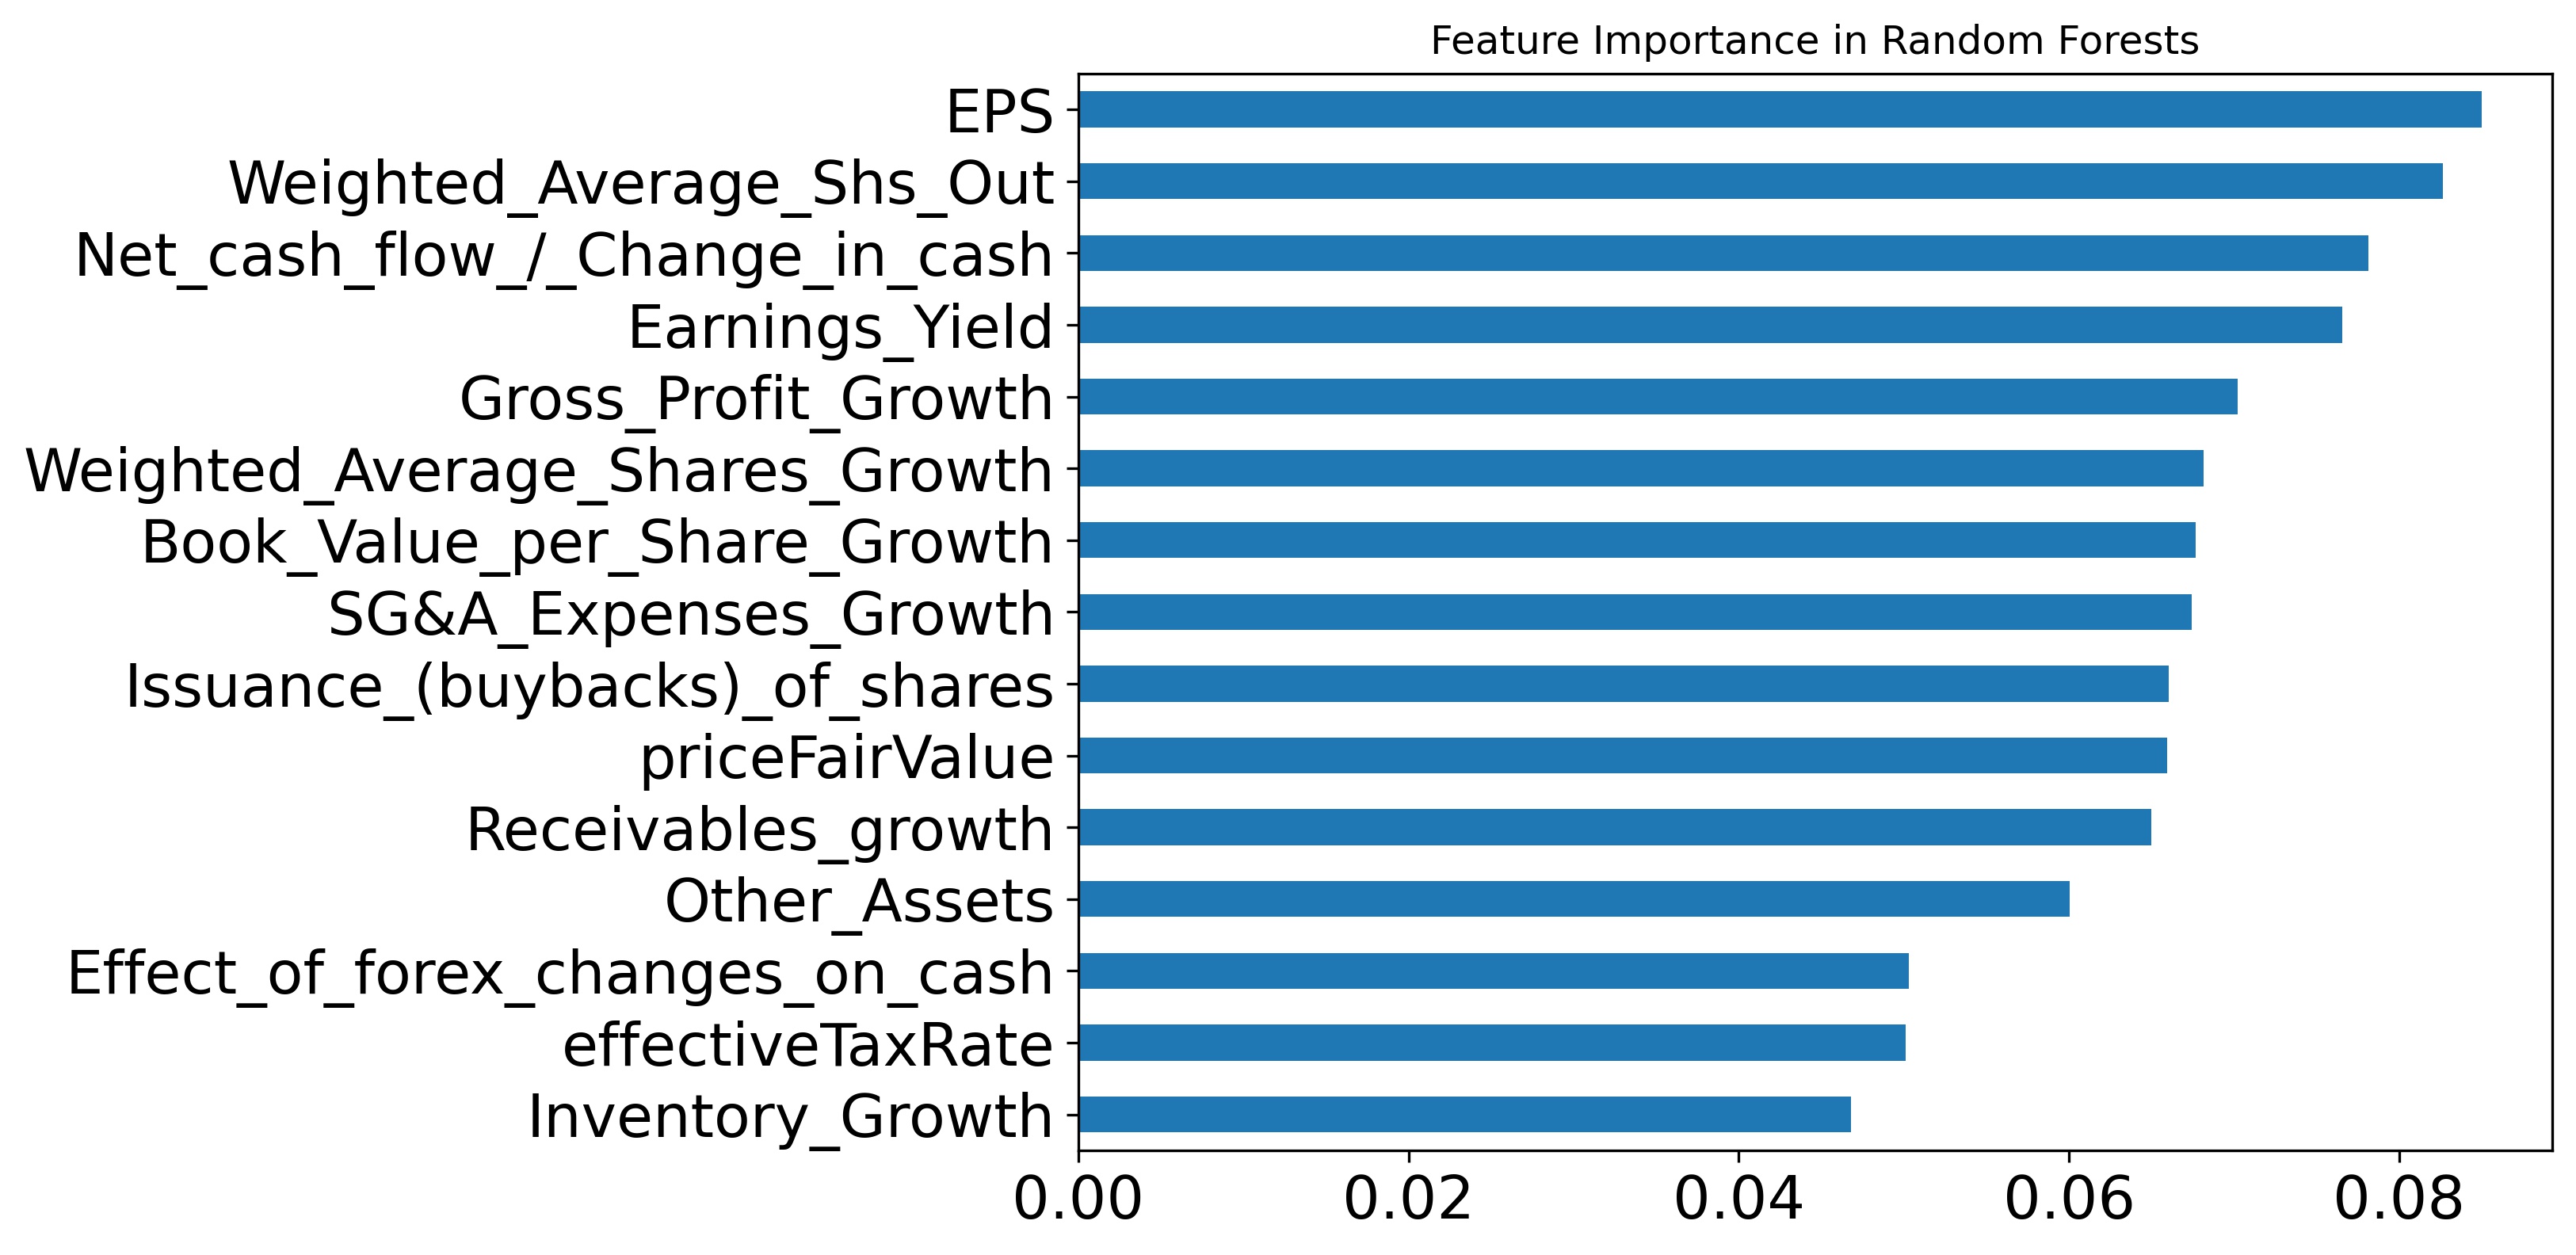 Feature Importance in Random Forests
EPS
Weighted_Average_Shs_Out
Net_cash_flow_/_Change_in_cash
Earnings_Yield
Gross_Profit_Growth
Weighted_Average_Shares_Growth
Book_Value_per_Share_Growth
SG&A_Expenses_Growth
Issuance_(buybacks)_of_shares
priceFairValue
Receivables_growth
Other_Assets
Effect_of_forex_changes_on_cash
effectiveTaxRate
Inventory_Growth
0.00 0.02 0.04 0.06 0.08